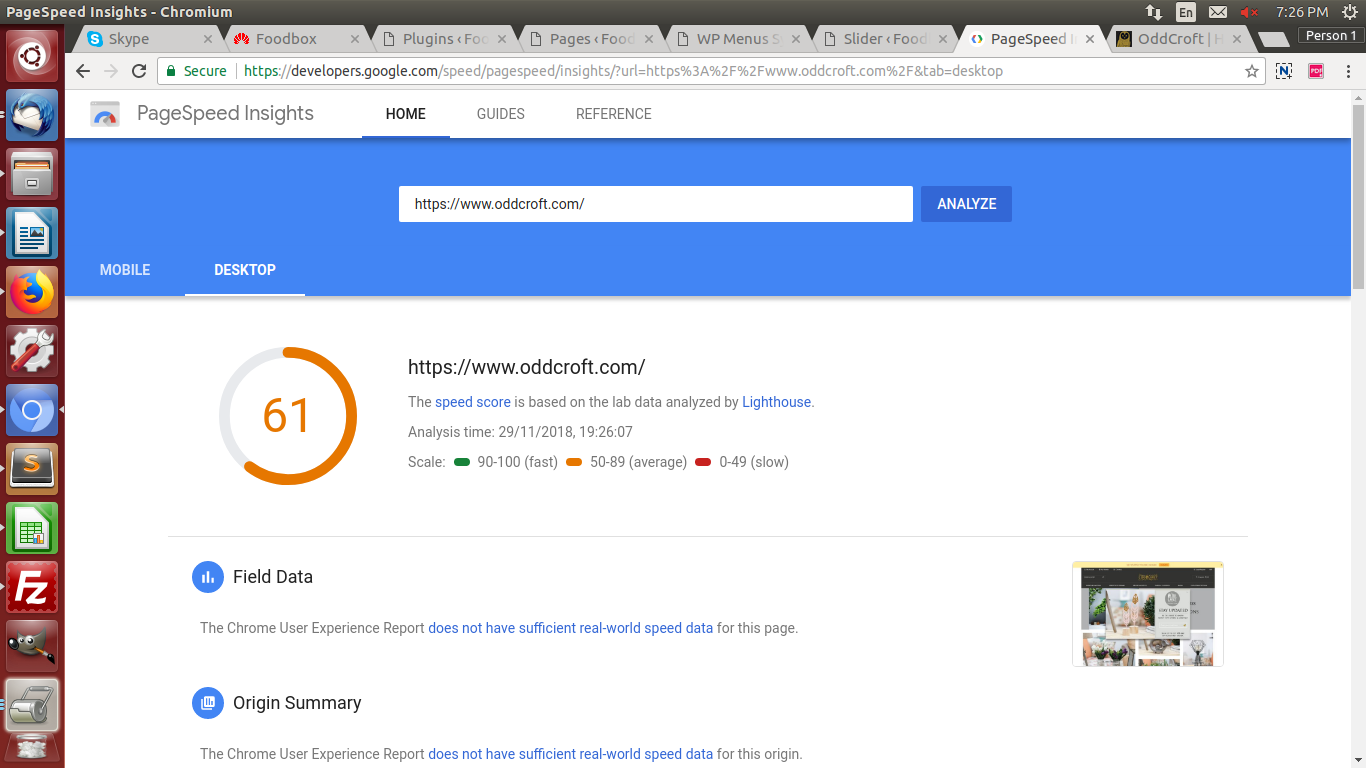 PageSpeed Insights - Chromium
En
7:26 PM
Skype
Foodbox
Plugins ‹ Foo
Pages ‹ Food
WP Menus S
Slider ‹ Food
PageSpeed I
OddCroft | H
Person 1
Secure
https://developers.google.com/speed/pagespeed/insights/?url=https%3A%2F%2Fwww.oddcroft.com%2F&tab=desktop
N
PDF
PageSpeed Insights
HOME
GUIDES
REFERENCE
https://www.oddcroft.com/
ANALYZE
MOBILE
DESKTOP
61
https://www.oddcroft.com/
The speed score is based on the lab data analyzed by Lighthouse.
Analysis time: 29/11/2018, 19:26:07
Scale: 90-100 (fast) 50-89 (average) 0-49 (slow)
Field Data
The Chrome User Experience Report does not have sufficient real-world speed data for this page.
STAY UPDATED
Origin Summary
The Chrome User Experience Report does not have sufficient real-world speed data for this origin.
S
Fz